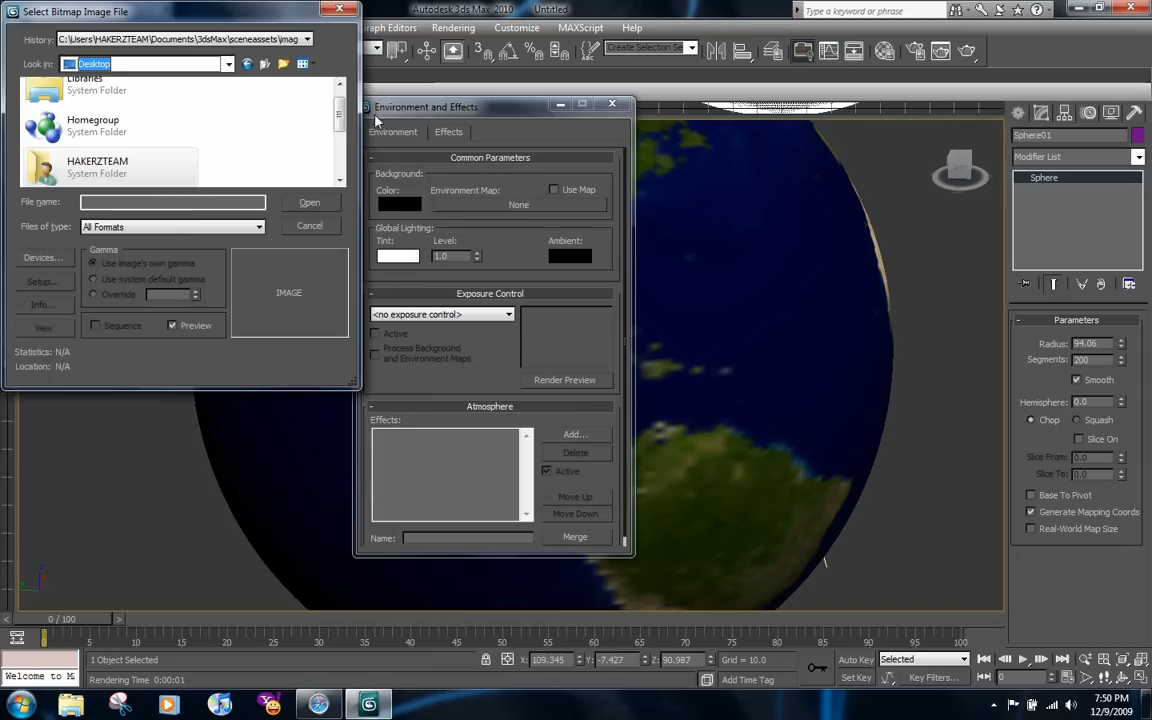 Select Bitmap Image File
Autodesk 3ds Max 2010
Untitled
Type a keyword or phrase
History:
C:\Users\HAKERZTEAM\Documents\3dsMax\sceneassets\imag
Look in:
Desktop
Libraries
System Folder
Homegroup
System Folder
HAKERZTEAM
System Folder
File name:
Open
Files of type:
All Formats
Cancel
Devices...
Setup...
Info...
View
Gamma
Use image's own gamma
Use system default gamma
Override
Sequence
Preview
IMAGE
Statistics: N/A
Location: N/A
raph Editors
Rendering
Customize
MAXScript
Help
Create Selection Se
Environment and Effects
Environment
Effects
Common Parameters
Background:
Color:
Environment Map:
Use Map
None
Global Lighting:
Tint:
Level:
Ambient:
1.0
Exposure Control
<no exposure control>
Active
Process Background
and Environment Maps
Render Preview
Atmosphere
Effects:
Add...
Delete
Active
Move Up
Move Down
Name:
Merge
Sphere01
Modifier List
Sphere
Parameters
Radius: 94.06
Segments: 200
Smooth
Hemisphere: 0.0
Chop
Squash
Slice On
Slice From: 0.0
Slice To: 0.0
Base To Pivot
Generate Mapping Coords
Real-World Map Size
0 / 100
0 5 10 15 20 25 30 35 40 45 50 55 60 65 70 75 80 85 90 95 100
1 Object Selected
X: 109.345
Y: -7.427
Z: 90.987
Grid = 10.0
Auto Key
Selected
Welcome to M
Rendering Time 0:00:01
Add Time Tag
Set Key
Key Filters...
0
7:50 PM
12/9/2009